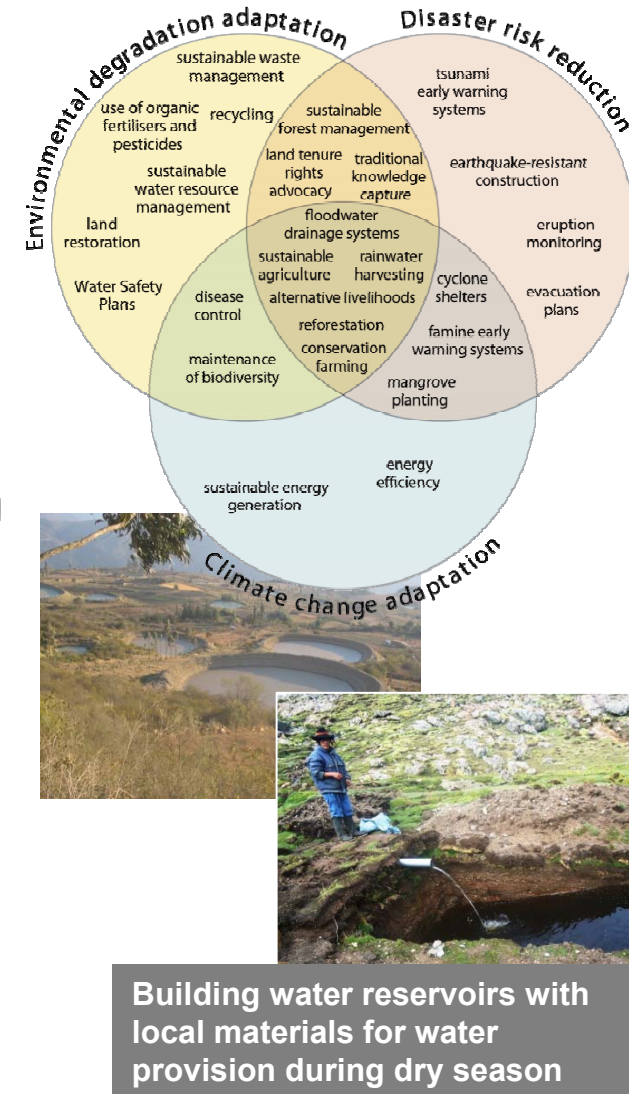 Environmental degradation adaptation
Disaster risk reduction
sustainable waste
management
use of organic
fertilisers and
pesticides
recycling
sustainable
water resource
management
land
restoration
Water Safety
Plans
sustainable
forest management
land tenure
rights
advocacy
traditional
knowledge
capture
tsunami
early warning
systems
earthquake-resistant
construction
eruption
monitoring
evacuation
plans
floodwater
drainage systems
sustainable
agriculture
rainwater
harvesting
alternative livelihoods
reforestation
conservation
farming
disease
control
maintenance
of biodiversity
cyclone
shelters
famine early
warning systems
mangrove
planting
energy
efficiency
sustainable energy
generation
Climate change adaptation
Building water reservoirs with
local materials for water
provision during dry season